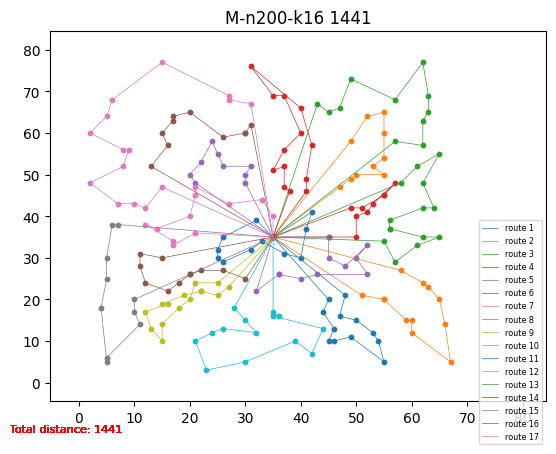 M-n200-k16 1441
80
70
60
50
40
30
20
10
0
0
10
20
30
40
50
60
70
80
route 1
route 2
route 3
route 4
route 5
route 6
route 7
route 8
route 9
route 10
route 11
route 12
route 13
route 14
route 15
route 16
route 17
Total distance: 1441